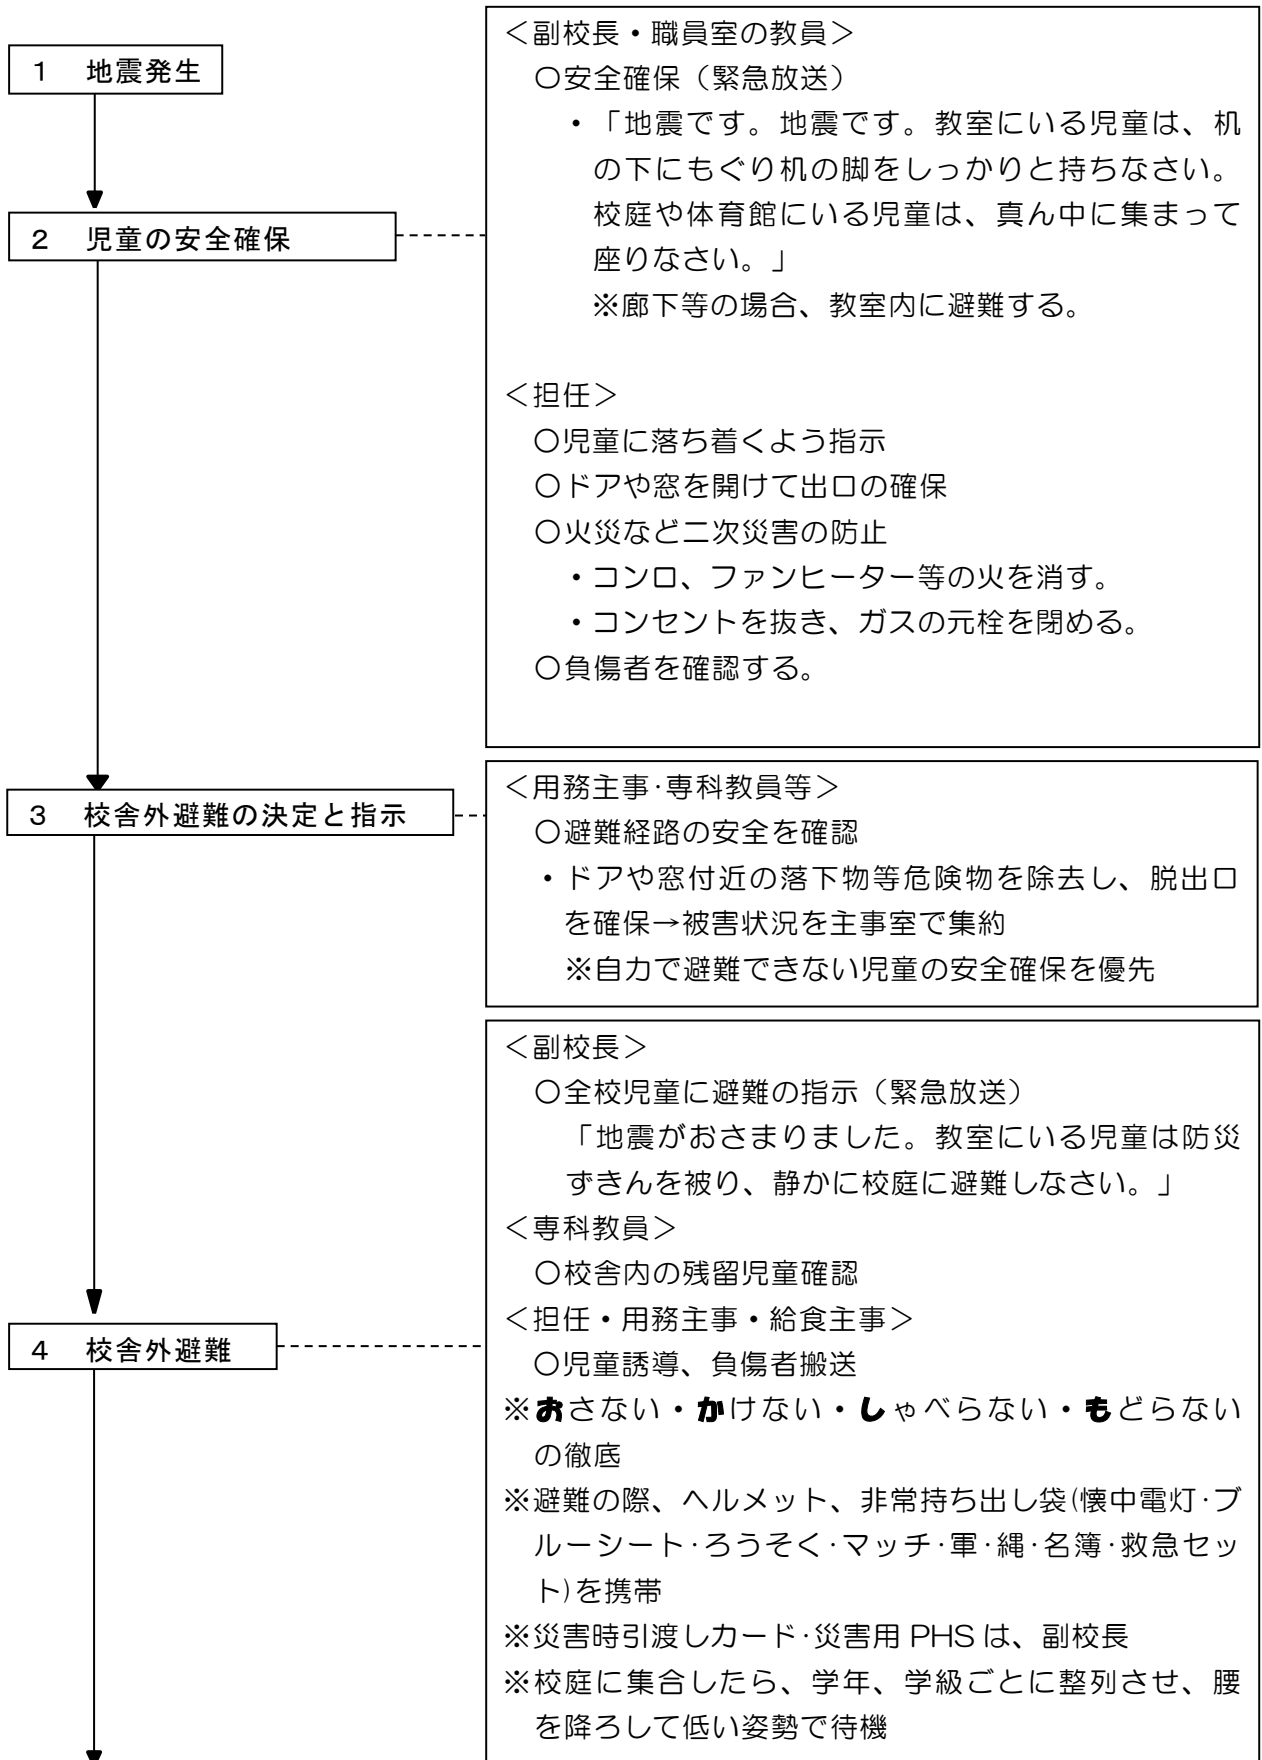 １　地震発生
２　児童の安全確保
＜副校長・職員室の教員＞
〇安全確保（緊急放送）
・「地震です。地震です。教室にいる児童は、机
の下にもぐり机の脚をしっかりと持ちなさい。
校庭や体育館にいる児童は、真ん中に集まって
座りなさい。」
※廊下等の場合、教室内に避難する。
＜担任＞
〇児童に落ち着くよう指示
〇ドアや窓を開けて出口の確保
〇火災など二次災害の防止
・コンロ、ファンヒーター等の火を消す。
・コンセントを抜き、ガスの元栓を閉める。
〇負傷者を確認する。
３　校舎外避難の決定と指示
＜用務主事･専科教員等＞
〇避難経路の安全を確認
・ドアや窓付近の落下物等危険物を除去し、脱出口
を確保→被害状況を主事室で集約
※自力で避難できない児童の安全確保を優先
４　校舎外避難
＜副校長＞
〇全校児童に避難の指示（緊急放送）
「地震がおさまりました。教室にいる児童は防災
ずきんを被り、静かに校庭に避難しなさい。」
＜専科教員＞
〇校舎内の残留児童確認
＜担任・用務主事・給食主事＞
〇児童誘導、負傷者搬送
※おさない・かけない・しゃべらない・もどらない
の徹底
※避難の際、ヘルメット、非常持ち出し袋(懐中電灯･ブ
ルーシート･ろうそく･マッチ･軍･縄･名簿･救急セッ
ト)を携帯
※災害時引渡しカード･災害用 PHS は、副校長
※校庭に集合したら、学年、学級ごとに整列させ、腰
を降ろして低い姿勢で待機